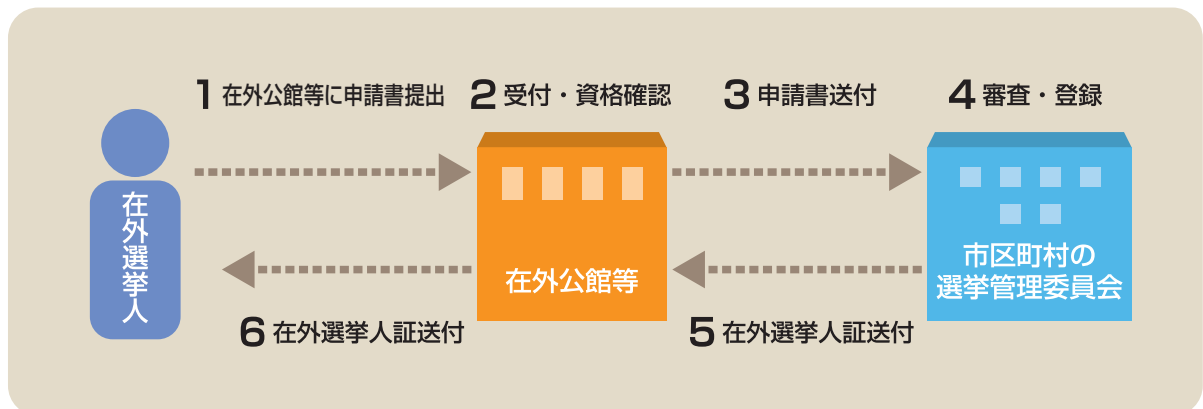 1 在外公館等に申請書提出
2 受付・資格確認
3 申請書送付
4 審査・登録
在外選挙人
在外公館等
市区町村の
選挙管理委員会
6 在外選挙人証送付
5 在外選挙人証送付